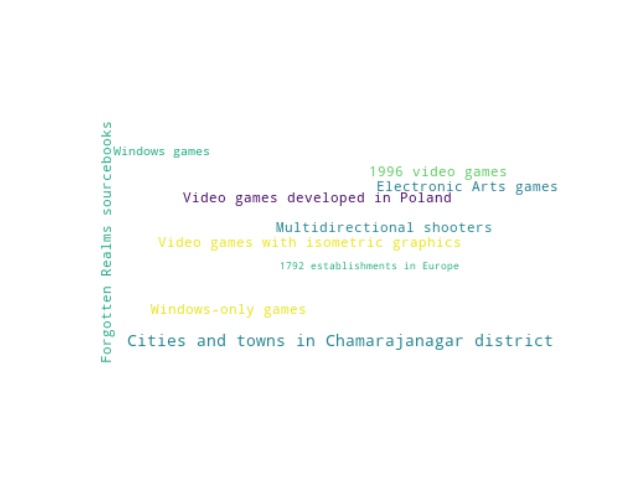 Forgotten Realms sourcebooks
Windows games
1996 video games
Electronic Arts games
Video games developed in Poland
Multidirectional shooters
Video games with isometric graphics
1792 establishments in Europe
Windows-only games
Cities and towns in Chamarajanagar district